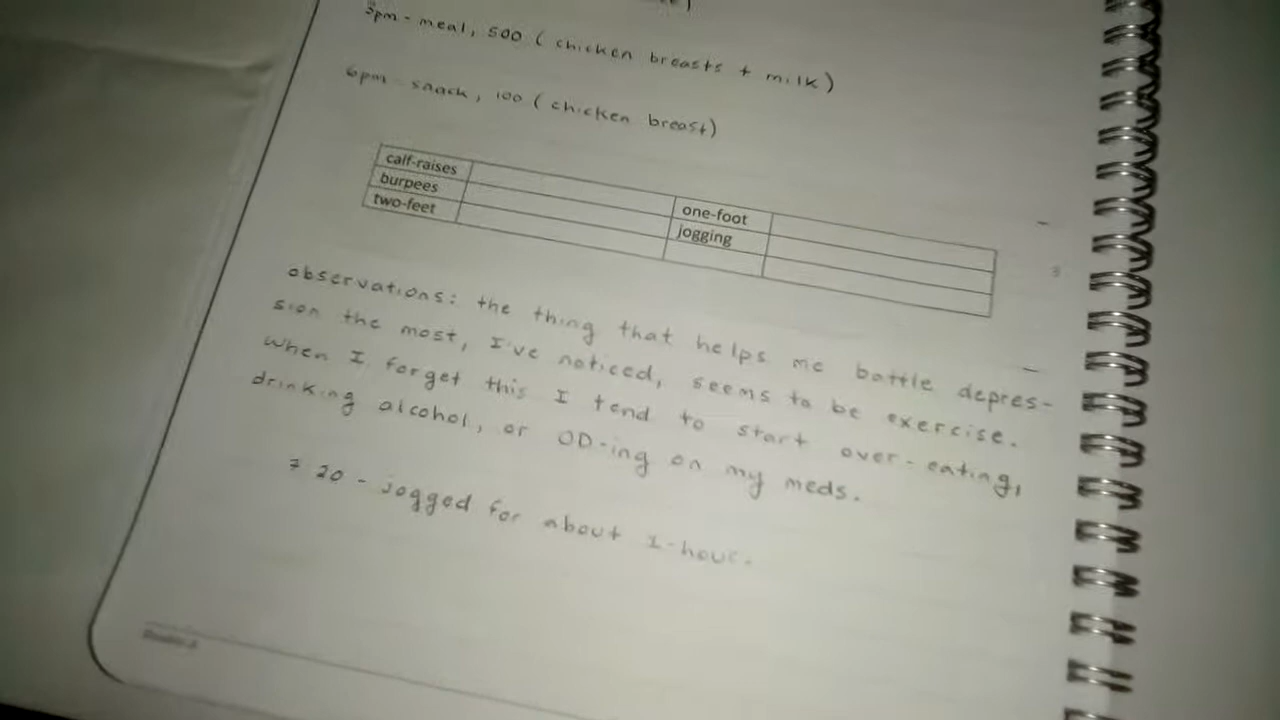 3pm - meal, 500 (chicken breasts + milk)
6pm - snack, 100 (chicken breast)
calf-raises
burpees one-foot
two-feet jogging
observations: the thing that helps me battle depres-
sion the most, I've noticed, seems to be exercise.
when I forget this I tend to start over-eating,
drinking alcohol, or OD-ing on my meds.
7 20 - jogged for about 1-hour.